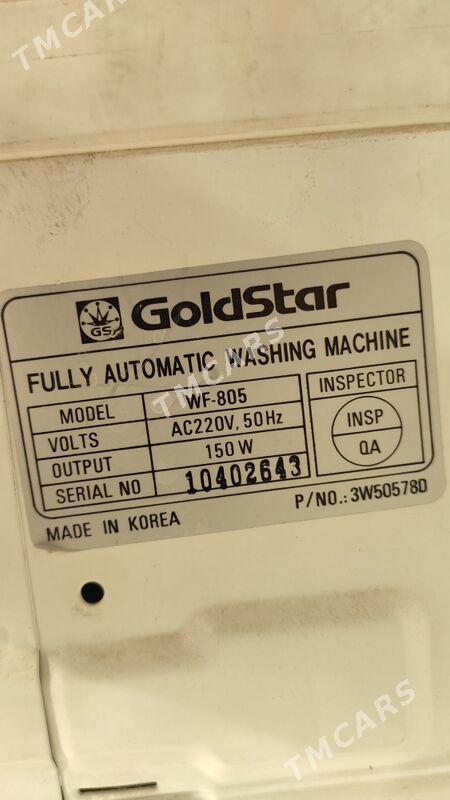 TMCARS
GS
GoldStar
FULLY AUTOMATIC WASHING MACHINE
MODEL WF-805
VOLTS AC220V, 50Hz
OUTPUT 150 W
SERIAL NO 10402643
INSPECTOR
INSP
QA
MADE IN KOREA
P/NO.: 3W50578D
TMCARS
TMCARS